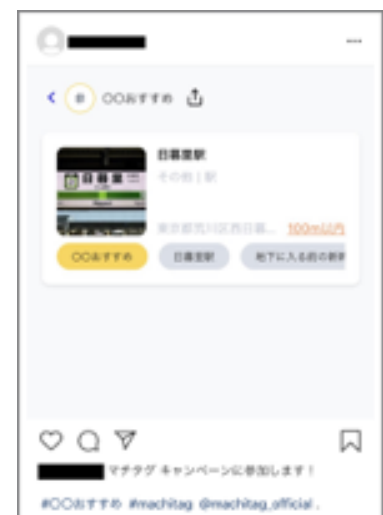 〇〇おすすめ
日暮里駅
日暮里
その他 | 駅
東京都荒川区西日暮... 100m以内
〇〇おすすめ
日暮里駅
地下に入る前の新幹
マチタグ キャンペーンに参加します！
#〇〇おすすめ #machitag @machitag_official .